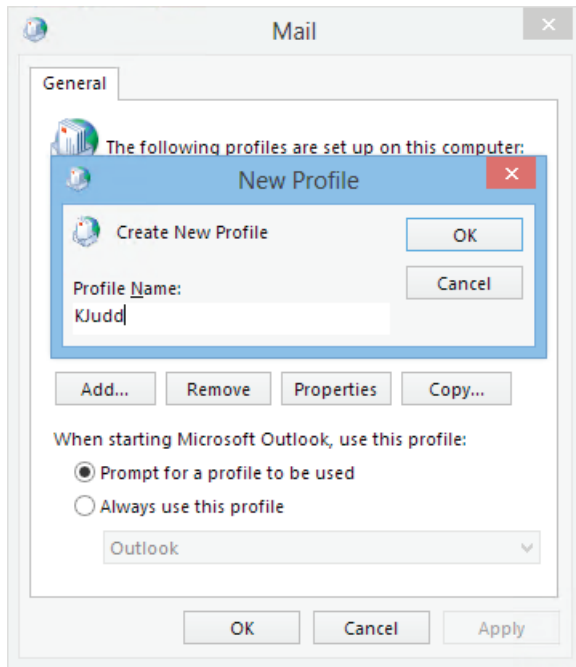 Mail
General
The following profiles are set up on this computer:
New Profile
Create New Profile
OK
Profile Name:
Cancel
KJudd
Add... Remove Properties Copy...
When starting Microsoft Outlook, use this profile:
Prompt for a profile to be used
Always use this profile
Outlook
OK Cancel Apply